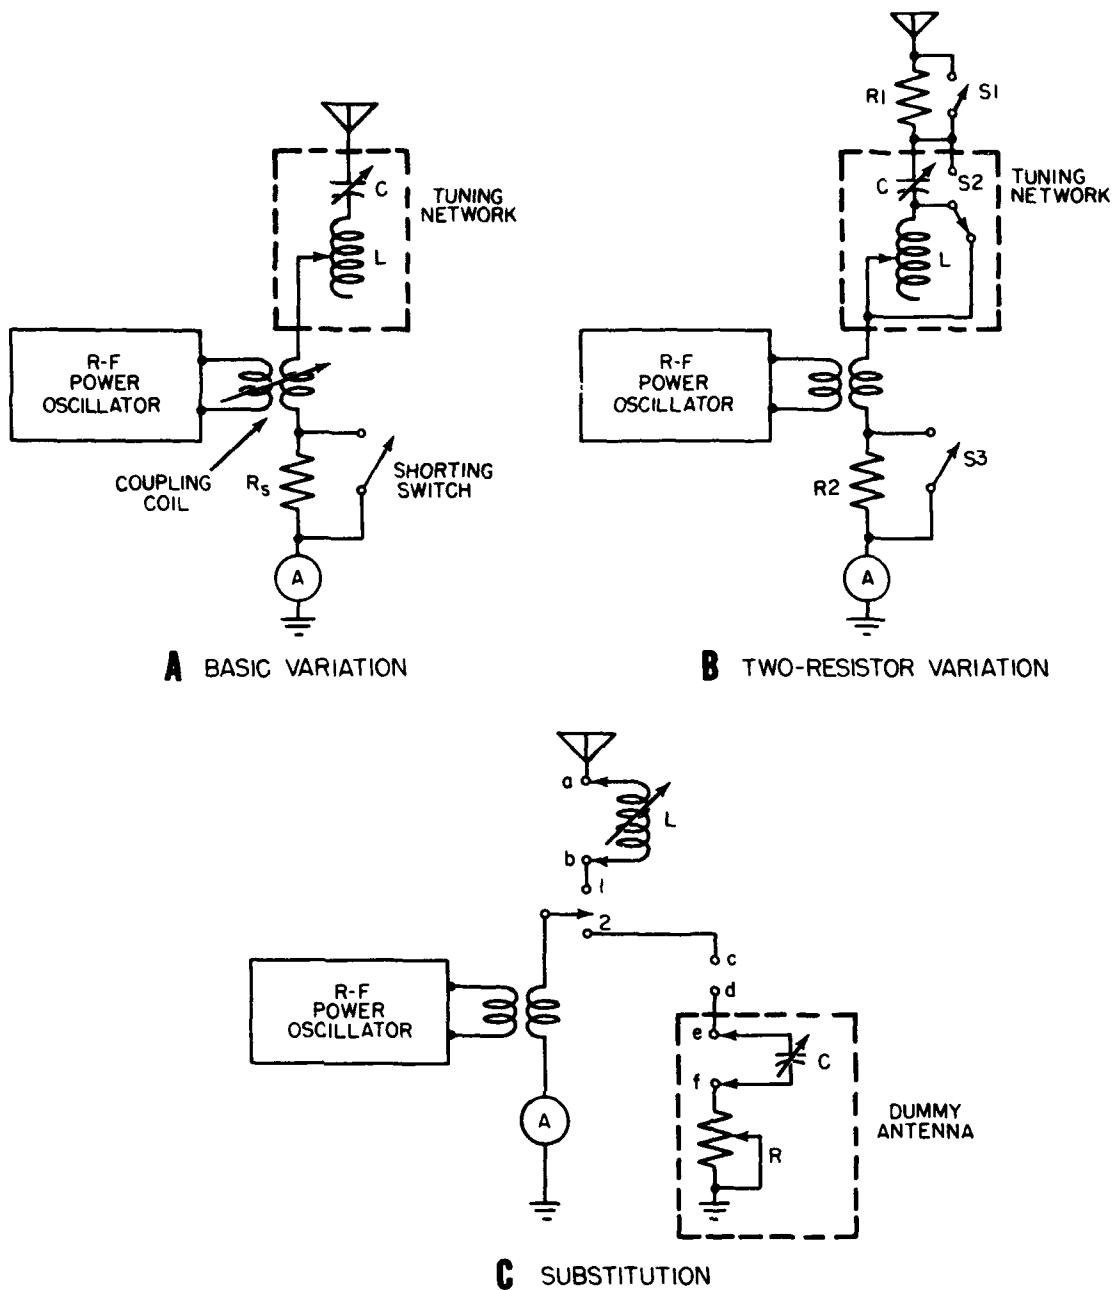 C
L
TUNING
NETWORK
R-F
POWER
OSCILLATOR
COUPLING
COIL
RS
SHORTING
SWITCH
A
A BASIC VARIATION
R1
S1
C
S2
L
TUNING
NETWORK
R-F
POWER
OSCILLATOR
R2
S3
A
B TWO-RESISTOR VARIATION
a
L
b
1
2
c
d
R-F
POWER
OSCILLATOR
e
C
f
A
R
DUMMY
ANTENNA
C SUBSTITUTION